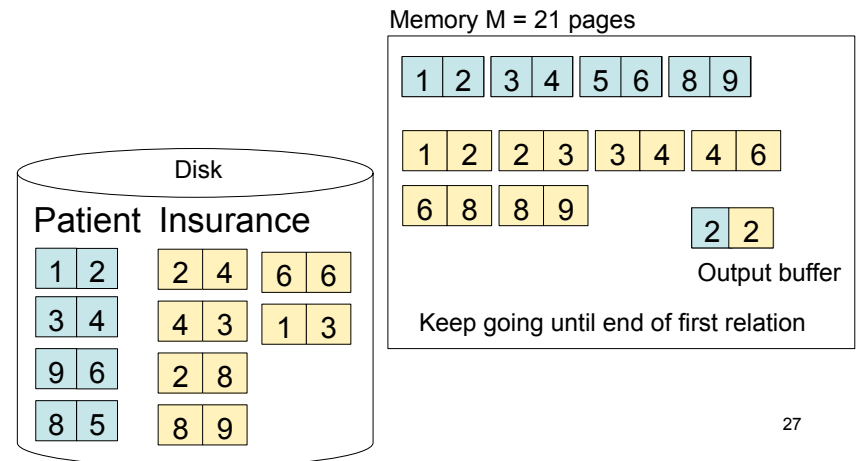 Memory M = 21 pages
1 2 3 4 5 6 8 9
1 2 2 3 3 4 4 6
6 8 8 9
2 2
Output buffer
Keep going until end of first relation
Disk
Patient Insurance
1 2 2 4 6 6
3 4 4 3 1 3
9 6 2 8
8 5 8 9
27